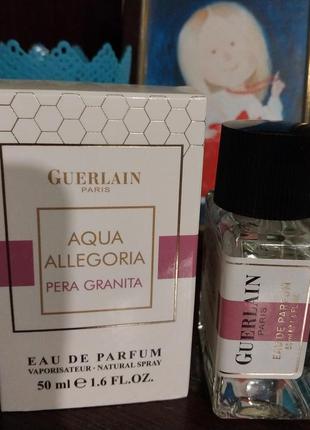 GUERLAIN
PARIS
AQUA
ALLEGORIA
PERA GRANITA
EAU DE PARFUM
VAPORISATEUR · NATURAL SPRAY
50 ml e 1.6 FL.OZ.
GUERLAIN
PARIS
EAU DE PARFUM